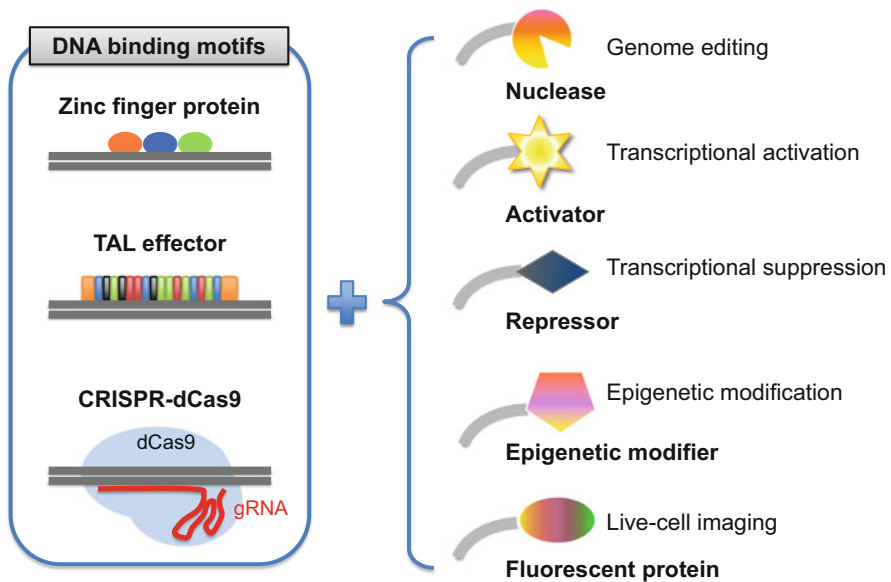 DNA binding motifs
Zinc finger protein
TAL effector
CRISPR-dCas9
dCas9
gRNA
Genome editing
Nuclease
Transcriptional activation
Activator
Transcriptional suppression
Repressor
Epigenetic modification
Epigenetic modifier
Live-cell imaging
Fluorescent protein